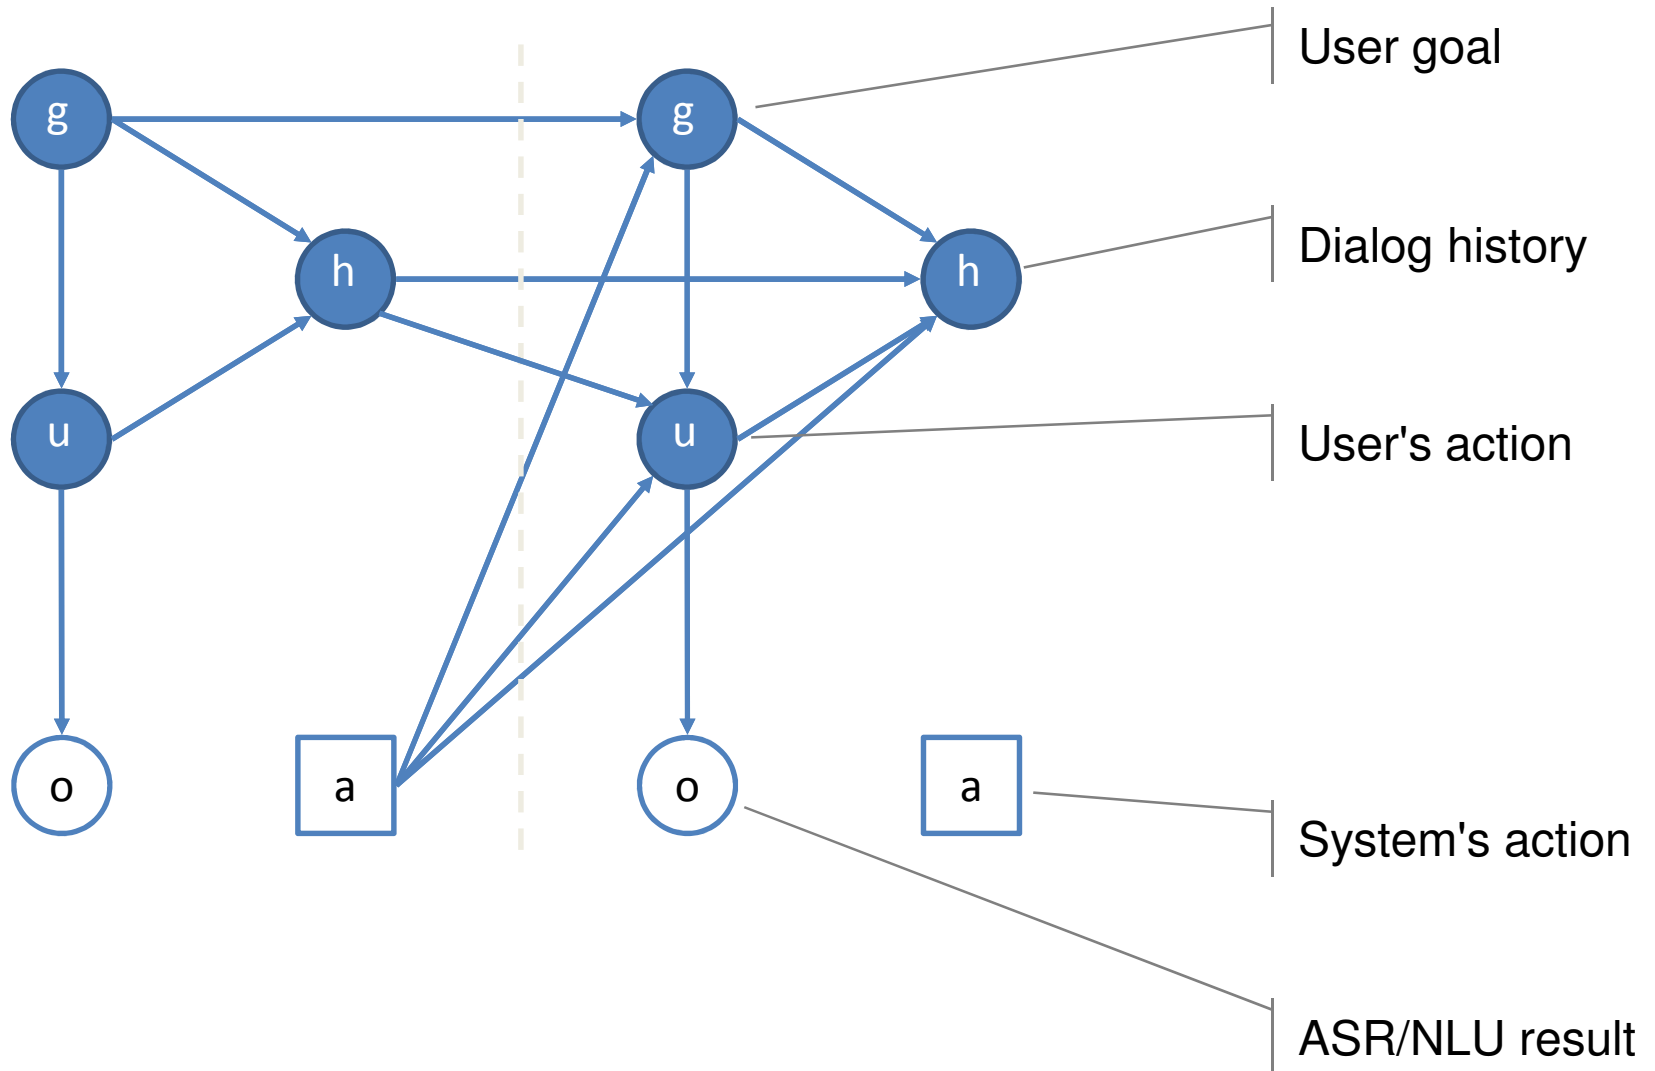 User goal
g
g
Dialog history
h
h
User's action
u
u
o
a
o
a
System's action
ASR/NLU result